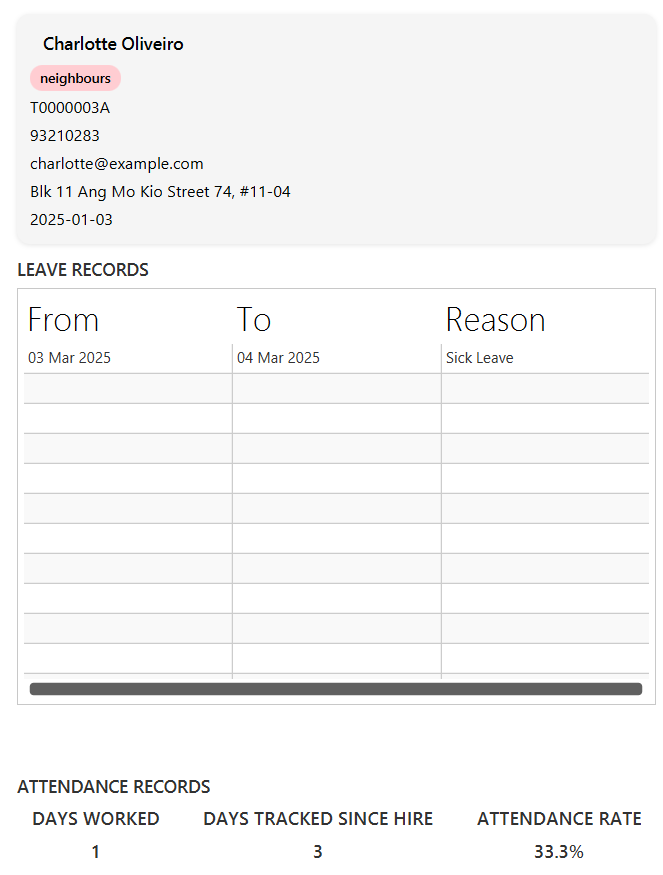 Charlotte Oliveiro
neighbours
T0000003A
93210283
charlotte@example.com
Blk 11 Ang Mo Kio Street 74, #11-04
2025-01-03
LEAVE RECORDS
From To Reason
03 Mar 2025 04 Mar 2025 Sick Leave
ATTENDANCE RECORDS
DAYS WORKED DAYS TRACKED SINCE HIRE ATTENDANCE RATE
1 3 33.3%